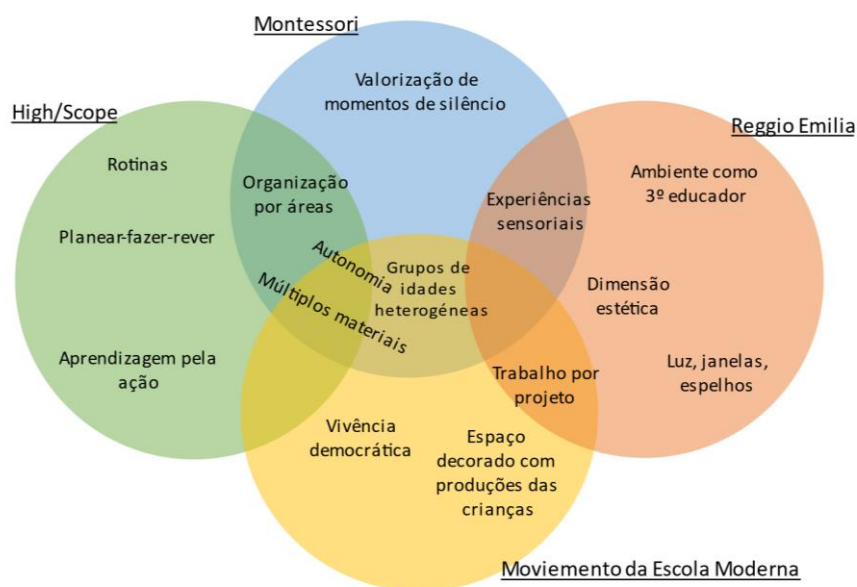 Montessori
Valorização de
momentos de silêncio
High/Scope
Rotinas
Planear-fazer-rever
Aprendizagem pela
ação
Organização
por áreas
Autonomia
Múltiplos materiais
Grupos de
idades
heterogéneas
Experiências
sensoriais
Reggio Emilia
Ambiente como
3º educador
Dimensão
estética
Luz, janelas,
espelhos
Trabalho por
projeto
Vivência
democrática
Espaço
decorado com
produções das
crianças
Moviemento da Escola Moderna